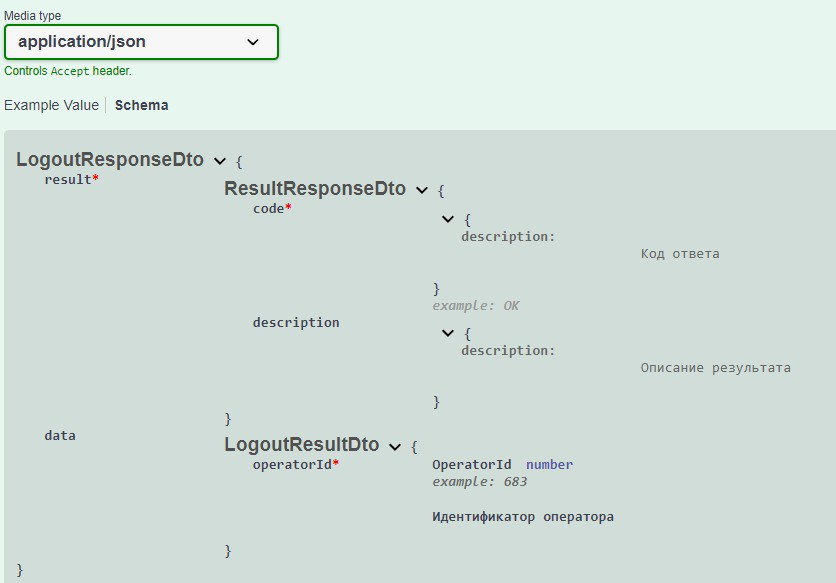 Media type
application/json
Controls Accept header.
Example Value Schema
LogoutResponseDto {
result*
ResultResponseDto {
code*
{
description:
Код ответа
}
example: OK
description
{
description:
Описание результата
}
}
data
LogoutResultDto {
operatorId* OperatorId number
example: 683
Идентификатор оператора
}
}